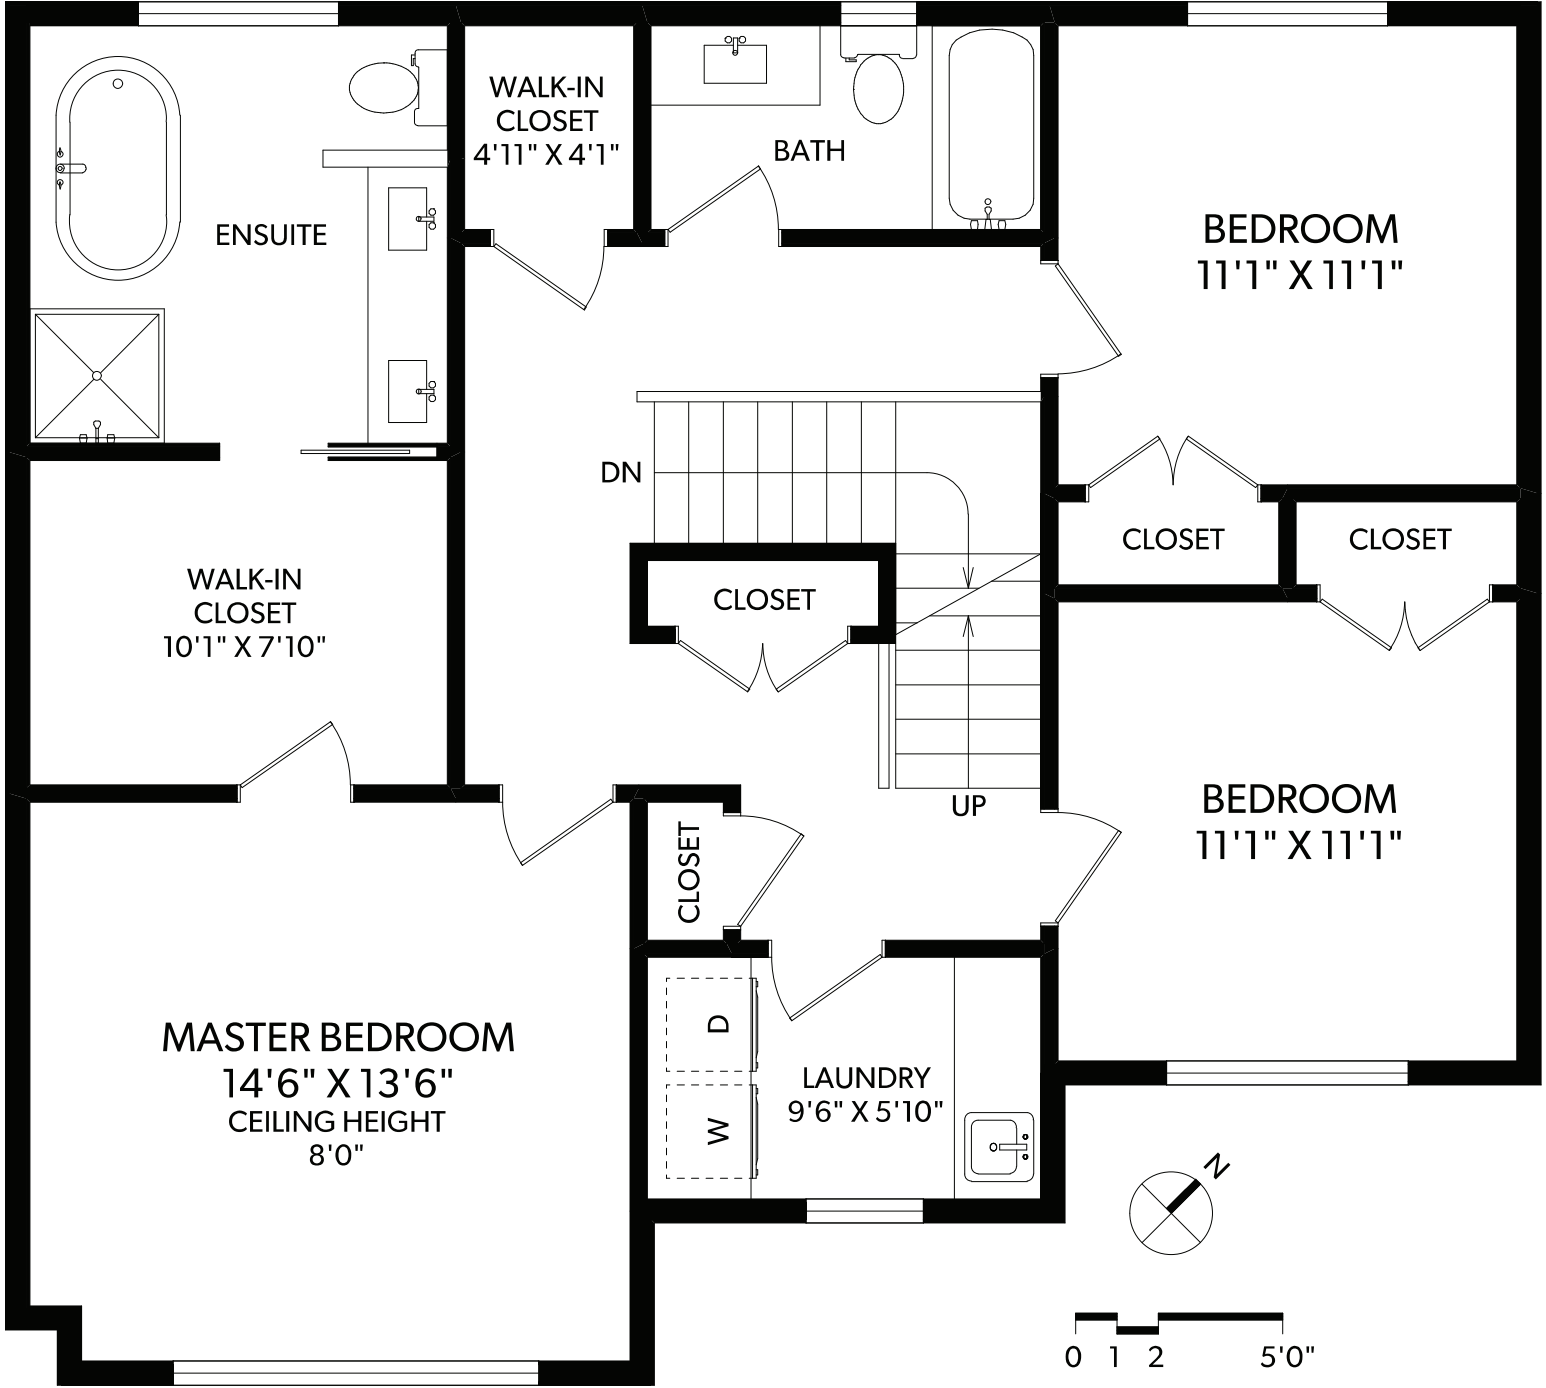 WALK-IN
CLOSET
4'11" X 4'1"
BATH
ENSUITE
BEDROOM
11'1" X 11'1"
DN
CLOSET
CLOSET
WALK-IN
CLOSET
10'1" X 7'10"
CLOSET
UP
BEDROOM
11'1" X 11'1"
CLOSET
MASTER BEDROOM
14'6" X 13'6"
CEILING HEIGHT
8'0"
D
W
LAUNDRY
9'6" X 5'10"
N
0 1 2 5'0"